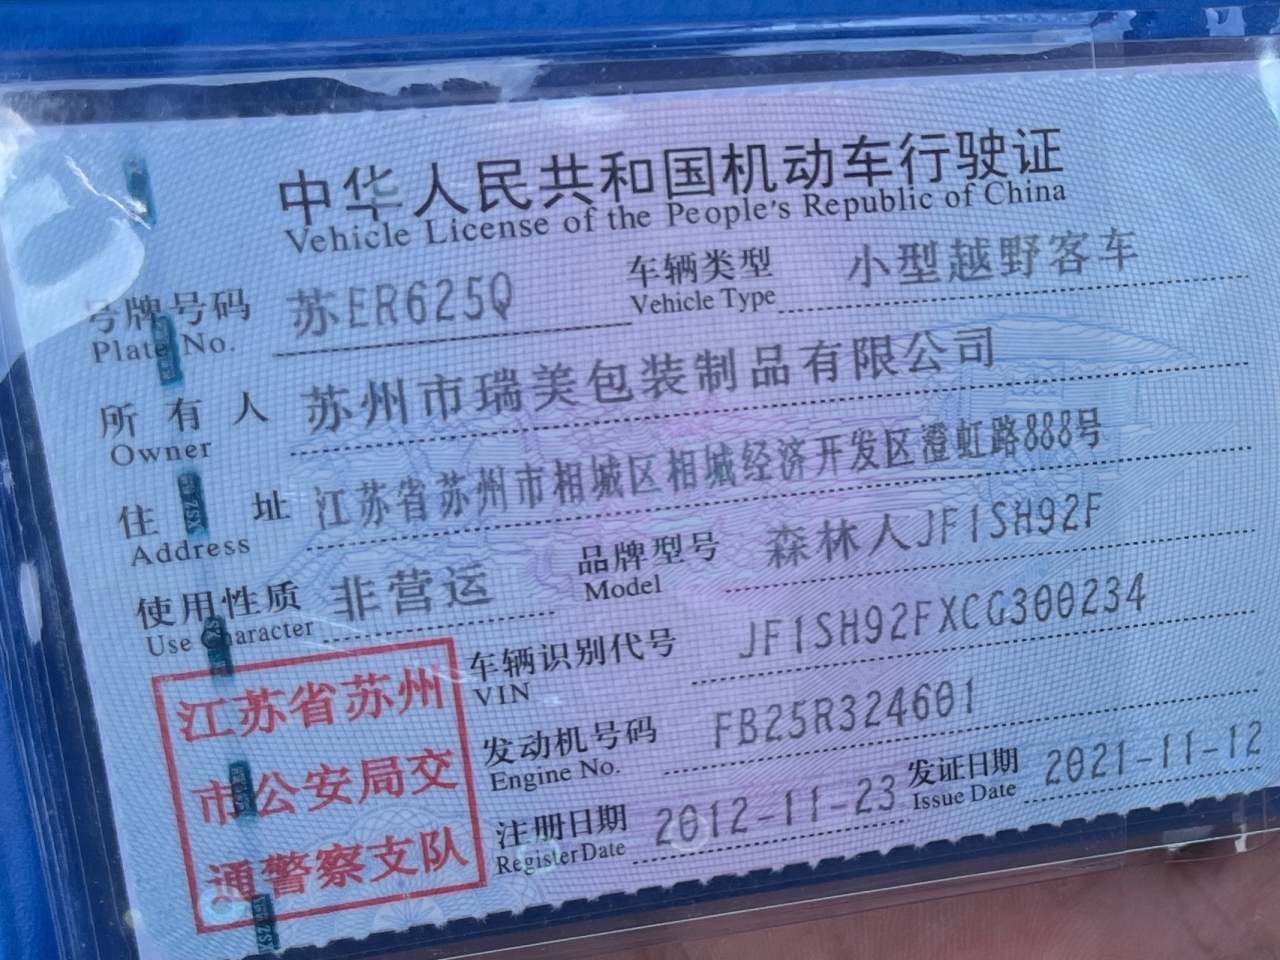 中华人民共和国机动车行驶证
Vehicle License of the People's Republic of China
号牌号码 苏ER625Q 车辆类型 小型越野客车
Plate No. Vehicle Type
所有人 苏州市瑞美包装制品有限公司
Owner
住址 江苏省苏州市相城区相城经济开发区澄虹路888号
Address
使用性质 非营运 品牌型号 森林人JF1SH92F
Use Character Model
车辆识别代号 JF1SH92FXCG300234
VIN
发动机号码 FB25R324601
Engine No.
注册日期 2012-11-23 发证日期 2021-11-12
Register Date Issue Date
江苏省苏州
市公安局交
通警察支队